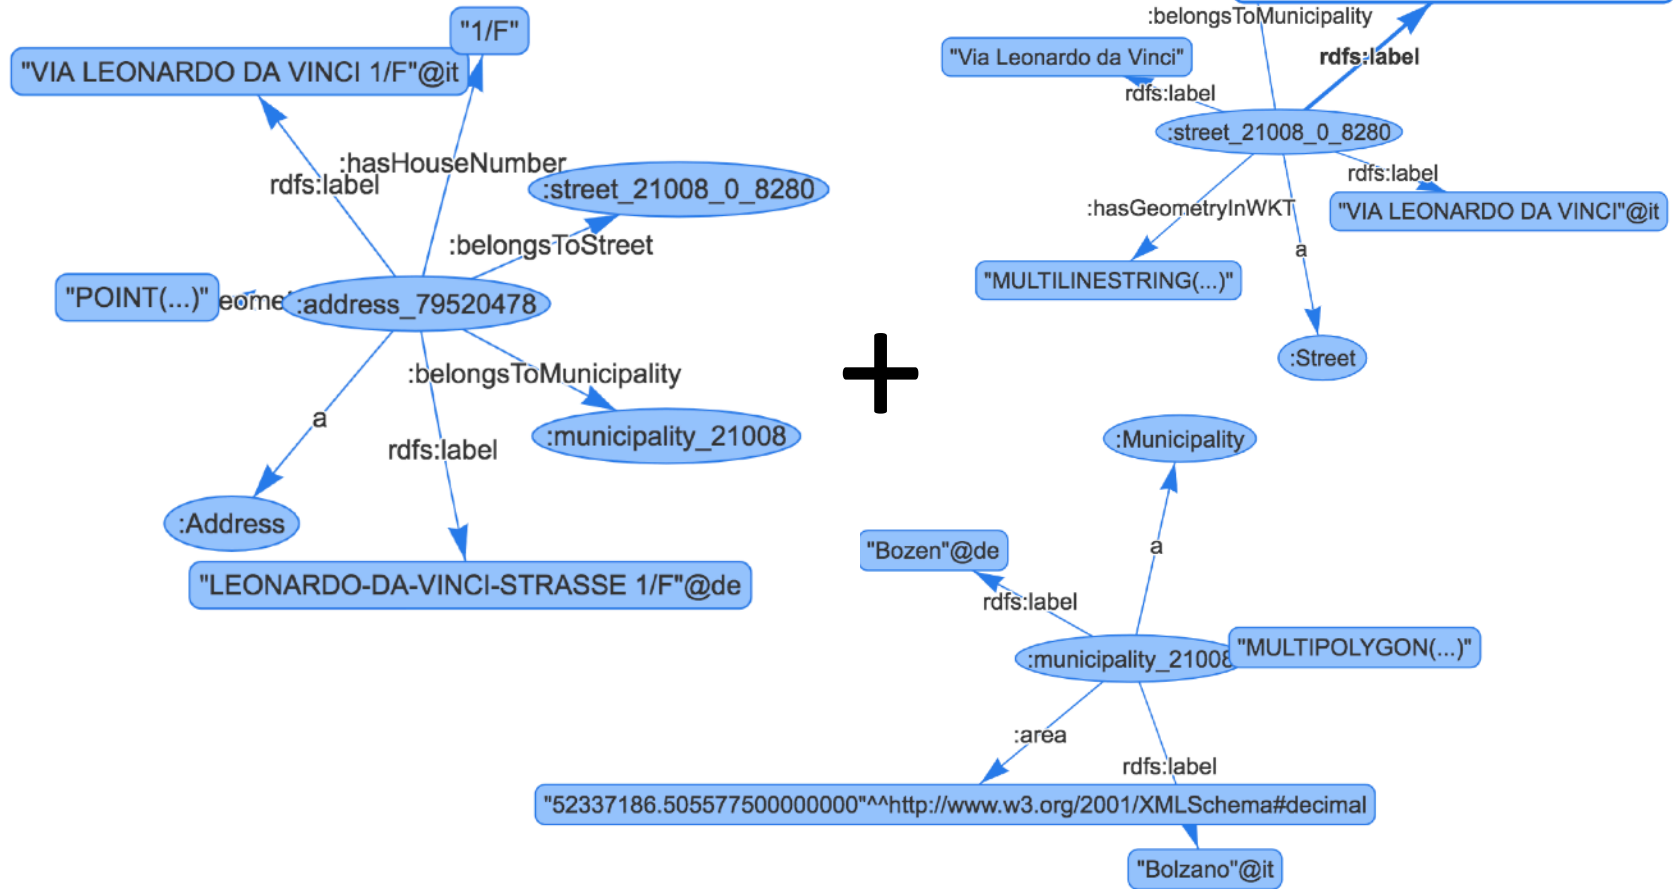 "1/F"
"VIA LEONARDO DA VINCI 1/F"@it
:hasHouseNumber
rdfs:label
:street_21008_0_8280
:belongsToStreet
"POINT(...)"
eome
:address_79520478
:belongsToMunicipality
a
:municipality_21008
rdfs:label
:Address
"LEONARDO-DA-VINCI-STRASSE 1/F"@de
:belongsToMunicipality
"Via Leonardo da Vinci"
rdfs:label
rdfs:label
:street_21008_0_8280
rdfs:label
:hasGeometryInWKT
"VIA LEONARDO DA VINCI"@it
a
"MULTILINESTRING(...)"
:Street
+
:Municipality
"Bozen"@de
a
rdfs:label
:municipality_21008
"MULTIPOLYGON(...)"
:area
rdfs:label
"52337186.505577500000000"^^http://www.w3.org/2001/XMLSchema#decimal
"Bolzano"@it